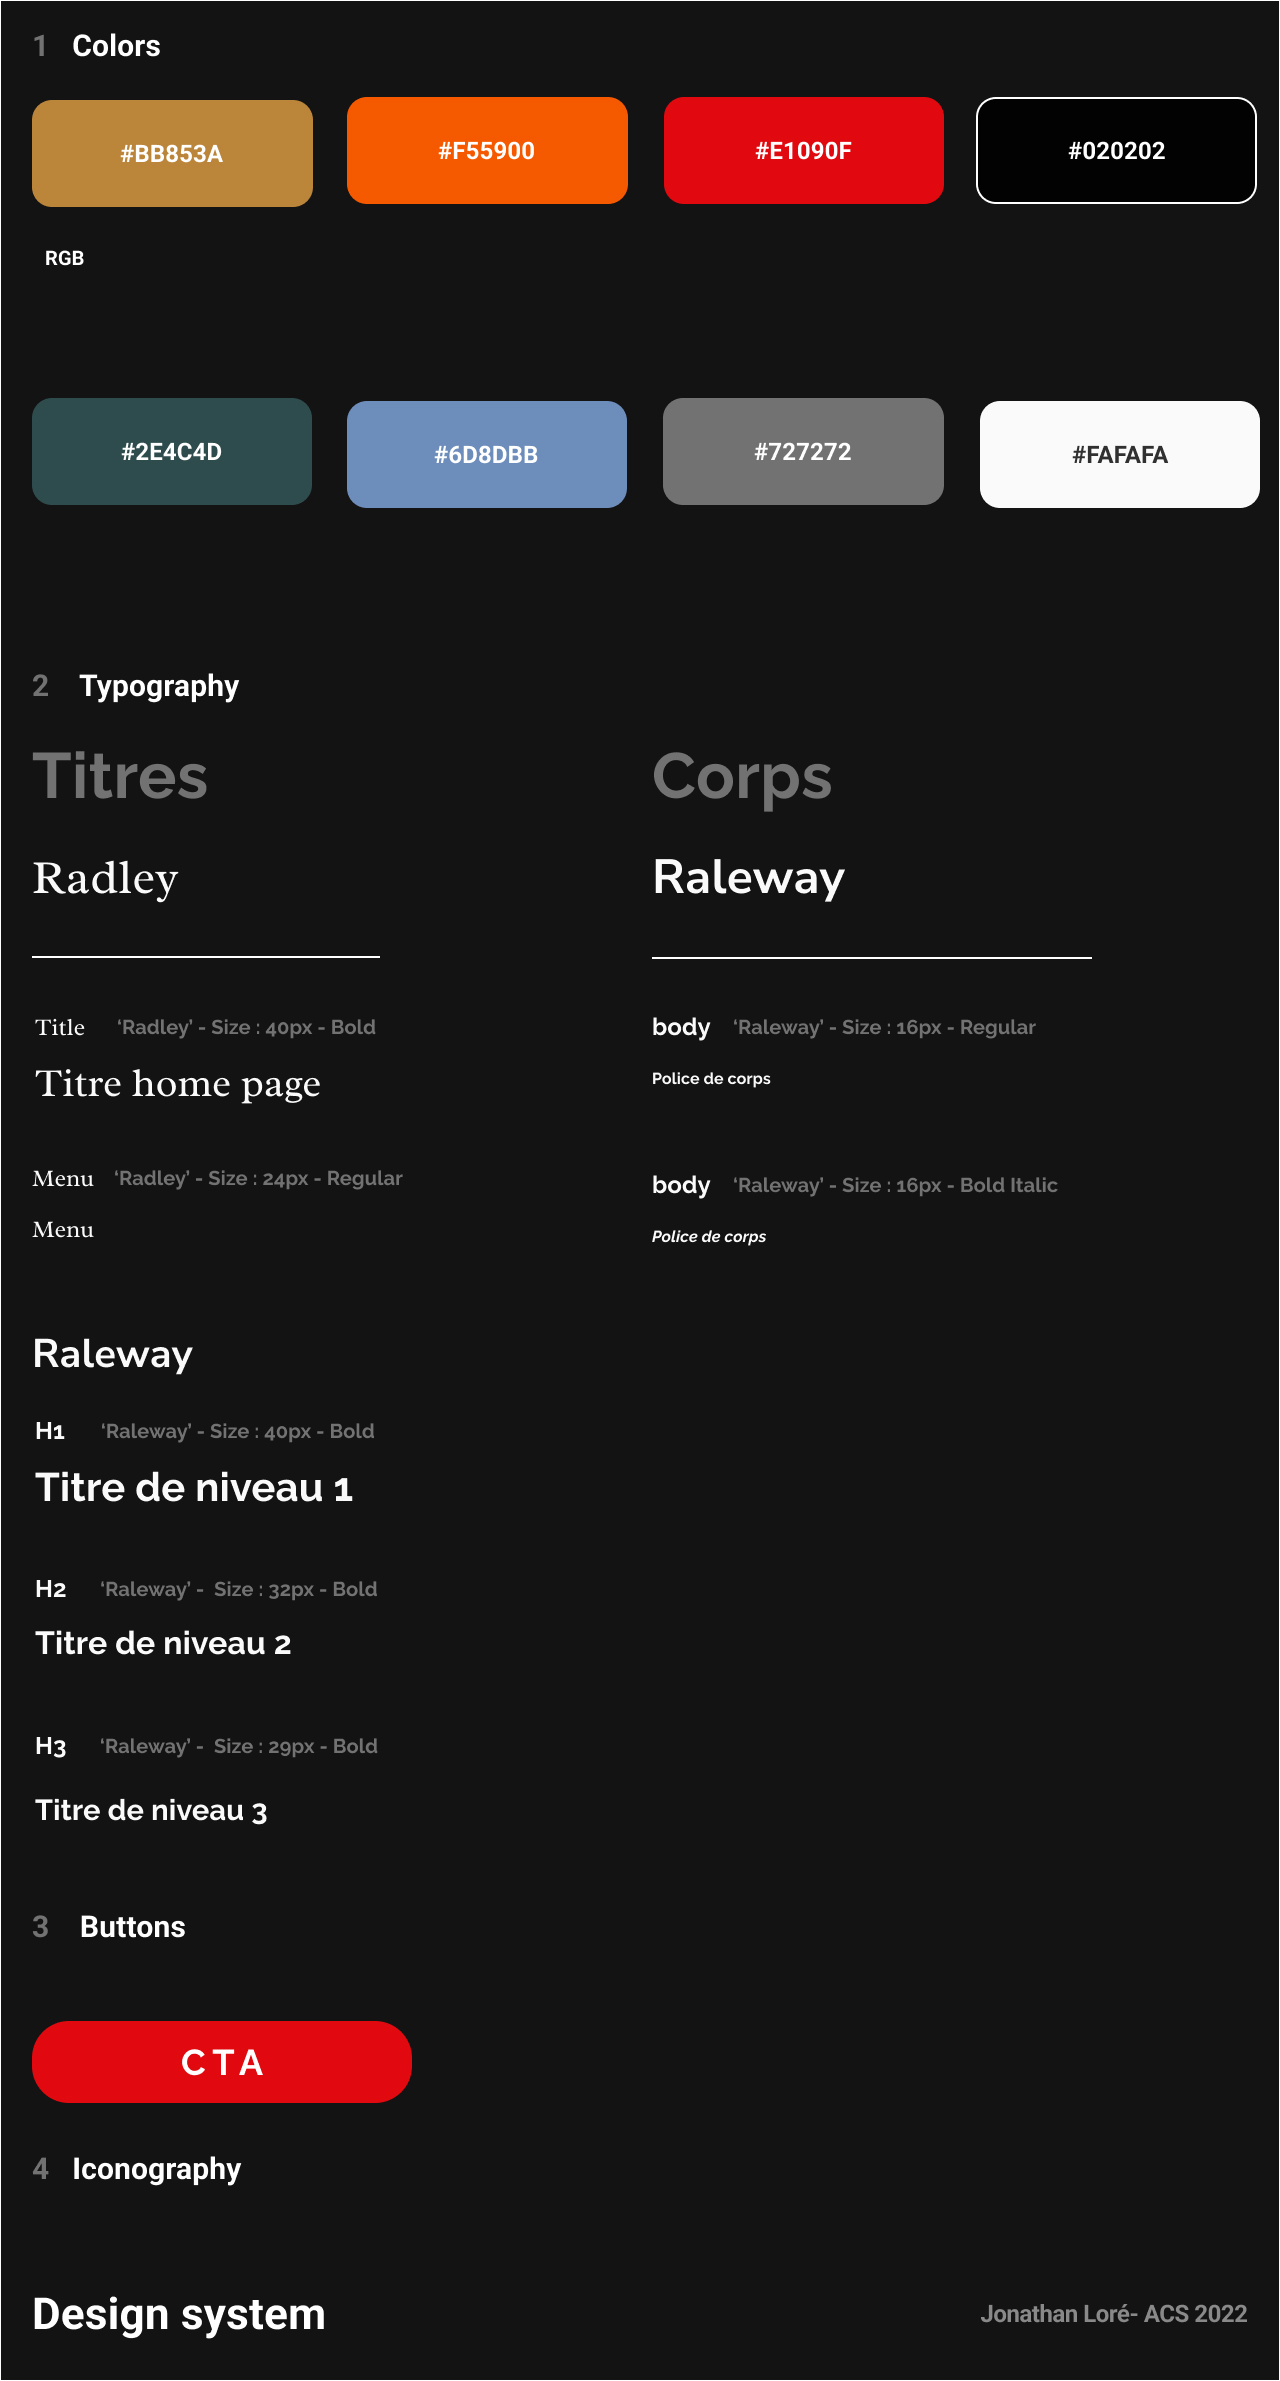 1 Colors
#BB853A #F55900 #E1090F #020202
RGB
#2E4C4D #6D8DBB #727272 #FAFAFA
2 Typography
Titres
Radley
Title ‘Radley’ - Size : 40px - Bold
Titre home page
Menu ‘Radley’ - Size : 24px - Regular
Menu
Corps
Raleway
body ‘Raleway’ - Size : 16px - Regular
Police de corps
body ‘Raleway’ - Size : 16px - Bold Italic
Police de corps
Raleway
H1 ‘Raleway’ - Size : 40px - Bold
Titre de niveau 1
H2 ‘Raleway’ - Size : 32px - Bold
Titre de niveau 2
H3 ‘Raleway’ - Size : 29px - Bold
Titre de niveau 3
3 Buttons
CTA
4 Iconography
Design system
Jonathan Loré- ACS 2022